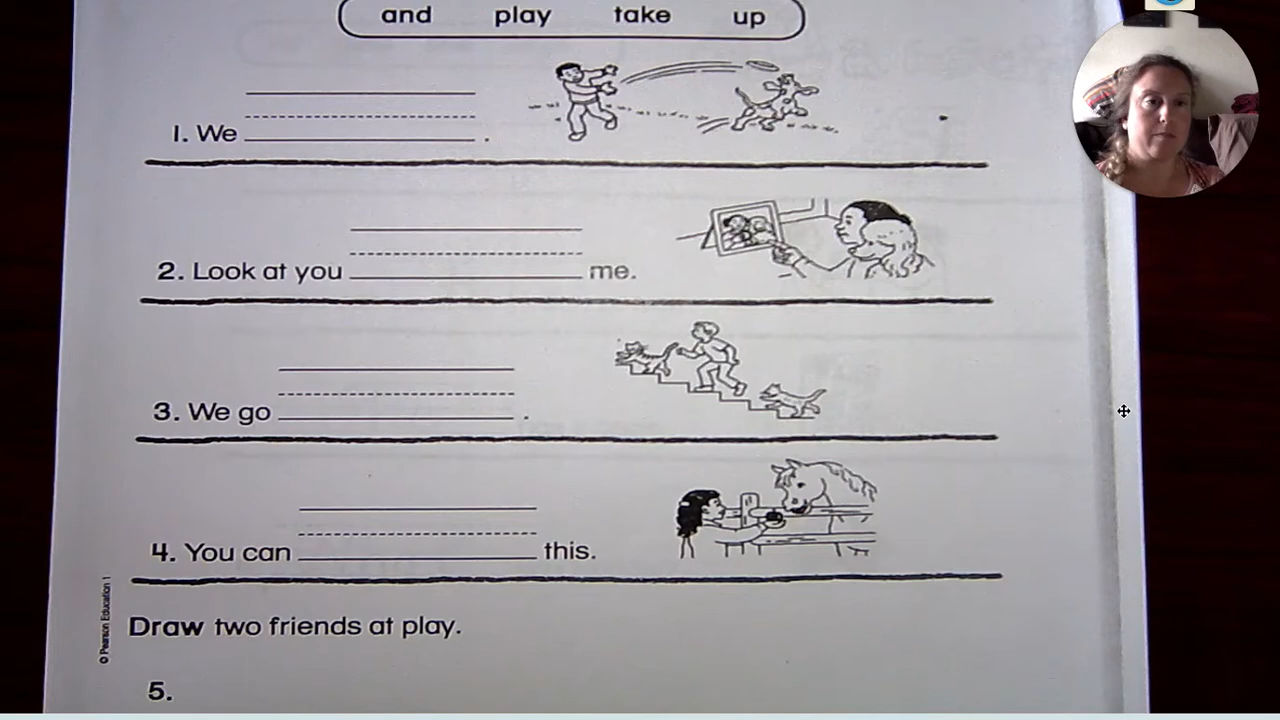 and play take up
1. We .
2. Look at you me.
3. We go .
4. You can this.
© Pearson Education 1
Draw two friends at play.
5.